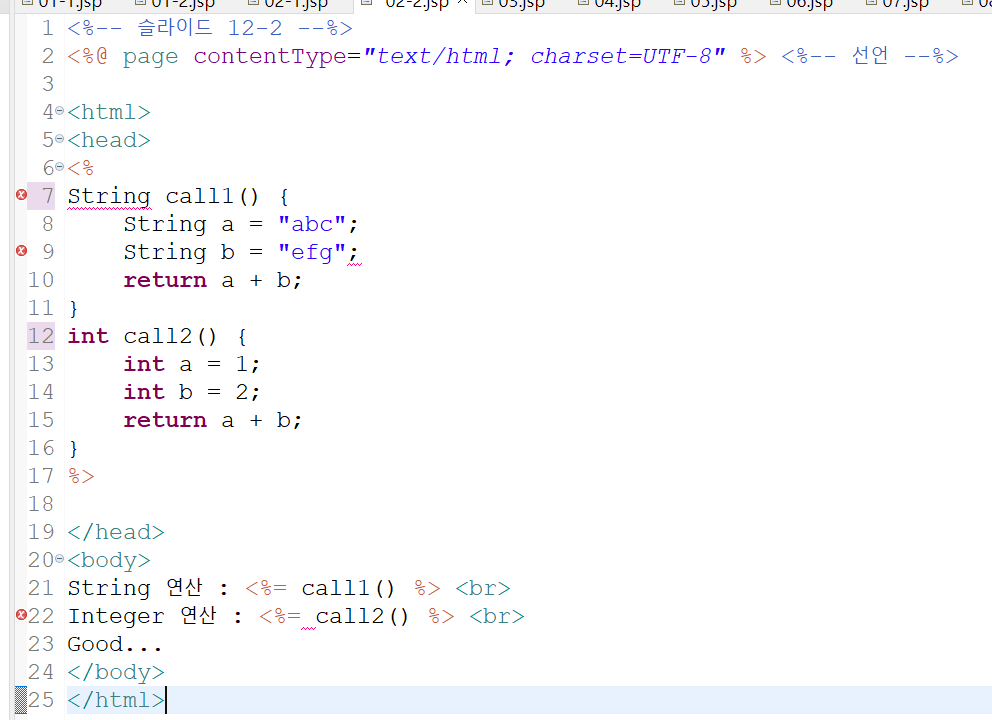 01-1.jsp 01-2.jsp 02-1.jsp 02-2.jsp 03.jsp 04.jsp 05.jsp 06.jsp 07.jsp
1 <%-- 슬라이드 12-2 --%>
2 <%@ page contentType="text/html; charset=UTF-8" %> <%-- 선언 --%>
3
4 <html>
5 <head>
6 <%
7 String call1() {
8 String a = "abc";
9 String b = "efg";
10 return a + b;
11 }
12 int call2() {
13 int a = 1;
14 int b = 2;
15 return a + b;
16 }
17 %>
18
19 </head>
20 <body>
21 String 연산 : <%= call1() %> <br>
22 Integer 연산 : <%= call2() %> <br>
23 Good...
24 </body>
25 </html>